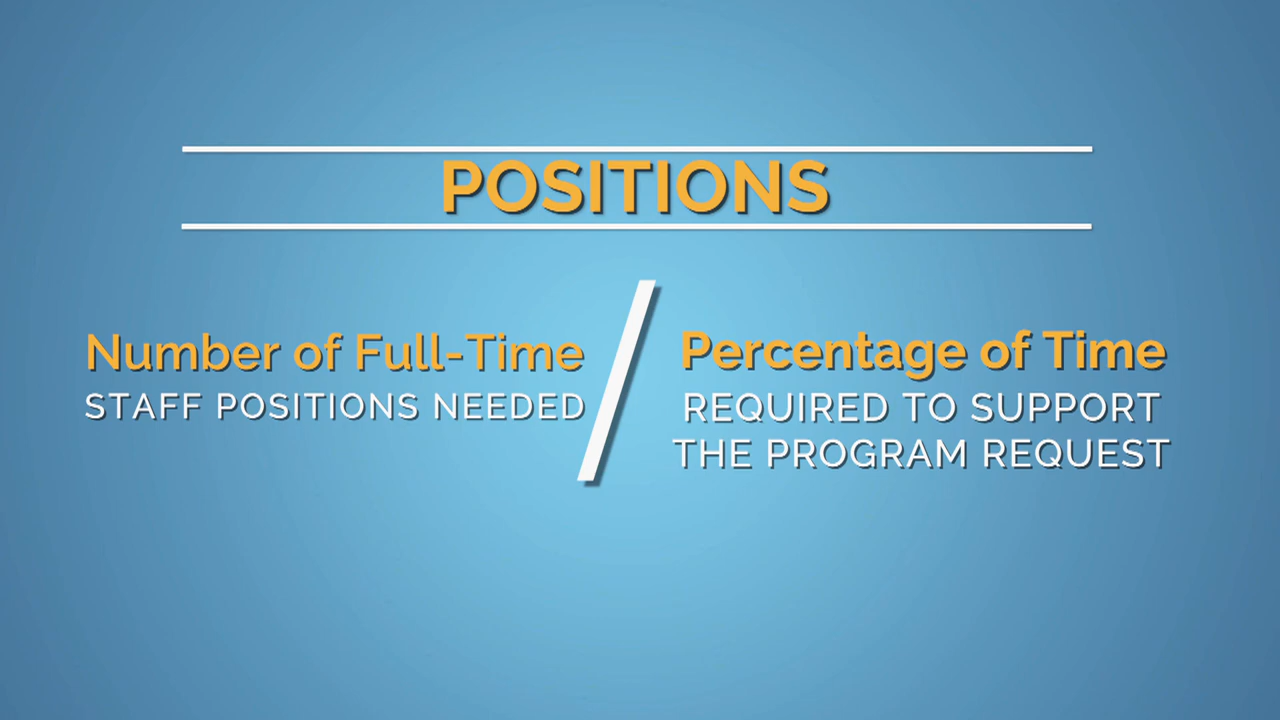 POSITIONS
Number of Full-Time
STAFF POSITIONS NEEDED
/
Percentage of Time
REQUIRED TO SUPPORT
THE PROGRAM REQUEST